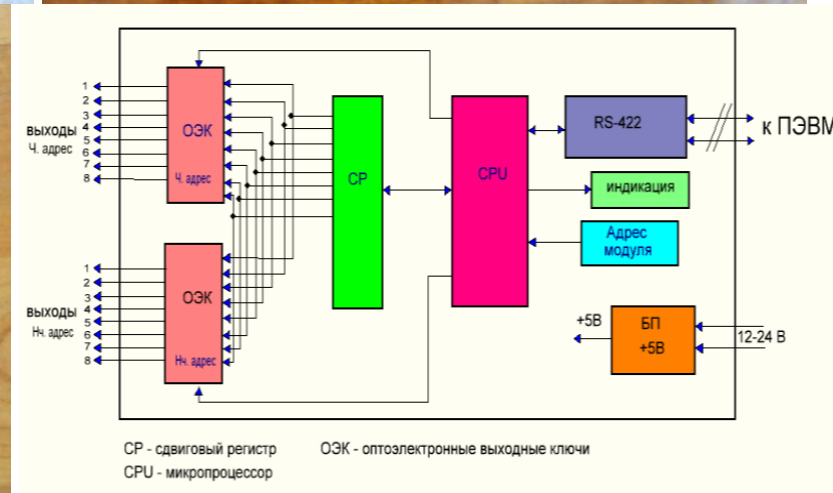 1
2
3
4
5
6
7
8
выходы
Ч. адрес
ОЭК
Ч. адрес
СР
CPU
RS-422
к ПЭВМ
индикация
Адрес
модуля
1
2
3
4
5
6
7
8
выходы
Нч. адрес
ОЭК
Нч. адрес
+5В
БП
+5В
12-24 В
СР - сдвиговый регистр
ОЭК - оптоэлектронные выходные ключи
CPU - микропроцессор